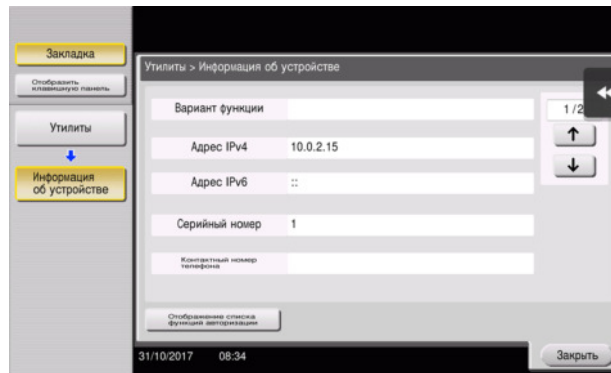 Закладка
Отобразить
клавишную панель
Утилиты
Информация
об устройстве
Утилиты > Информация об устройстве
Вариант функции
1/2
Адрес IPv4
10.0.2.15
Адрес IPv6
::
Серийный номер
1
Контактный номер
телефона
Отображение списка
функций авторизации
31/10/2017 08:34
Закрыть